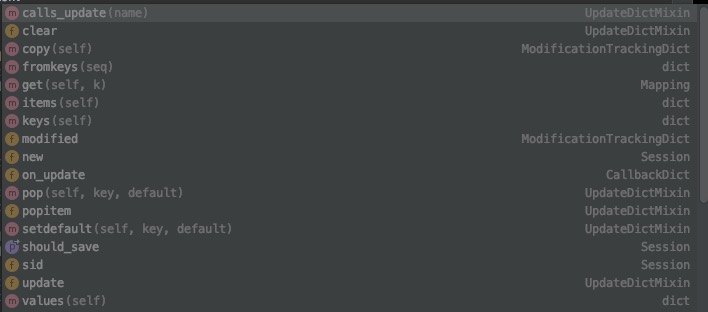 m calls_update(name) UpdateDictMixin
f clear UpdateDictMixin
m copy(self) ModificationTrackingDict
m fromkeys(seq) dict
m get(self, k) Mapping
m items(self) dict
m keys(self) dict
f modified ModificationTrackingDict
f new Session
f on_update CallbackDict
m pop(self, key, default) UpdateDictMixin
f popitem UpdateDictMixin
m setdefault(self, key, default) UpdateDictMixin
p should_save Session
f sid Session
f update UpdateDictMixin
m values(self) dict